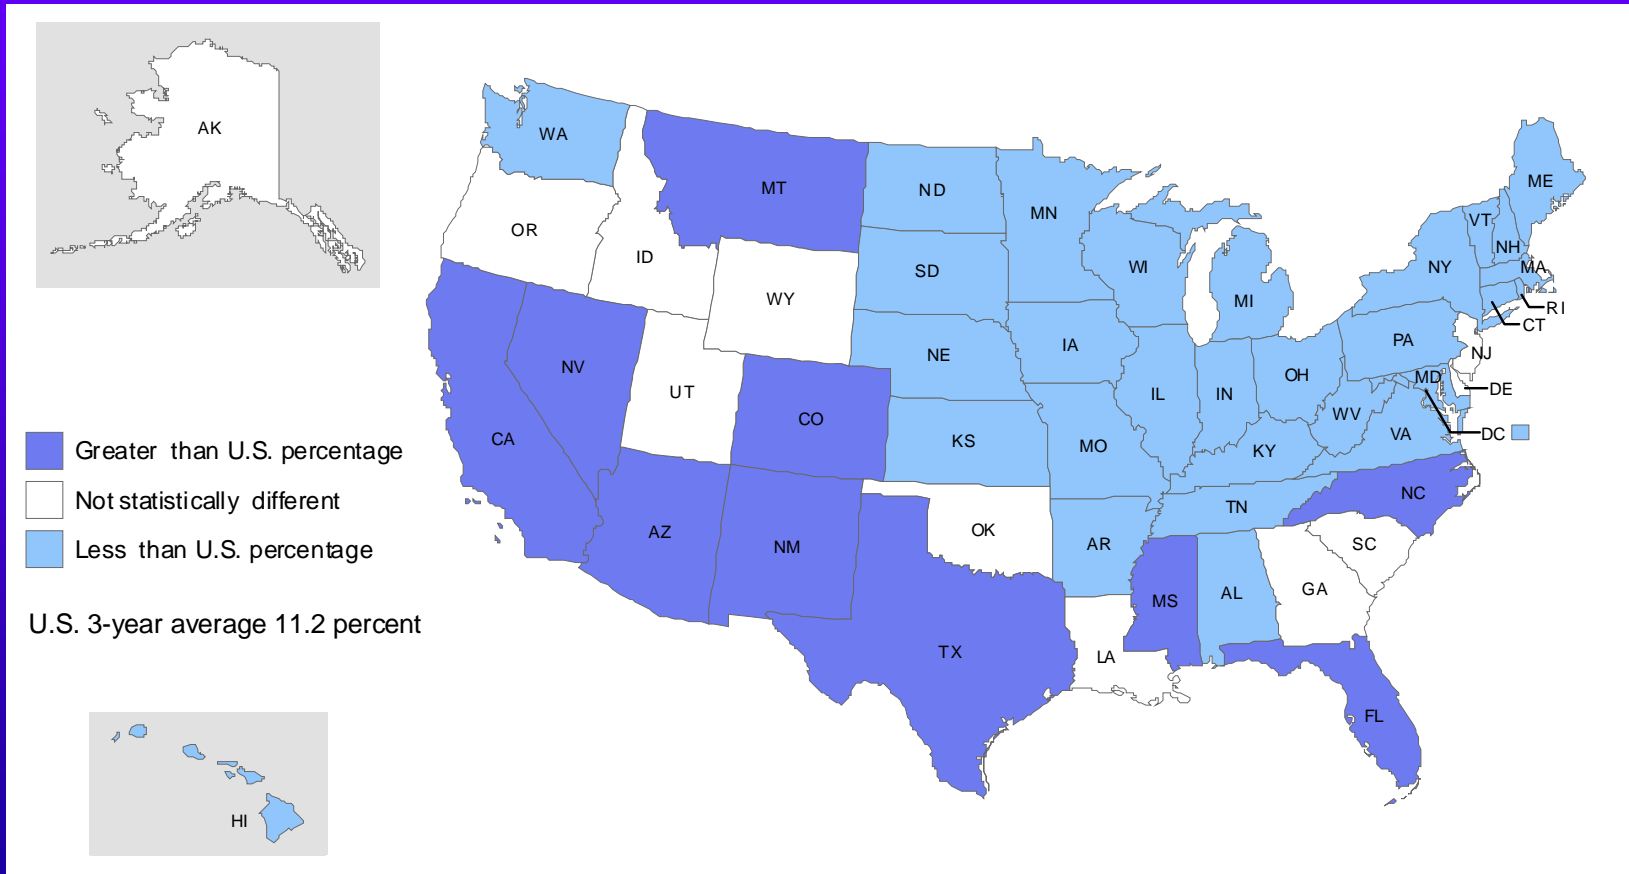 AK
WA
MT
ND
MN
ME
VT
NH
OR
ID
SD
WI
NY
MA
WY
MI
RI
CT
NE
IA
PA
NJ
NV
UT
IL
IN
OH
MD
DE
CO
WV
CA
KS
MO
KY
VA
DC
Greater than U.S. percentage
NC
Not statistically different
TN
AZ
NM
OK
AR
SC
Less than U.S. percentage
MS
AL
GA
U.S. 3-year average 11.2 percent
TX
LA
FL
HI